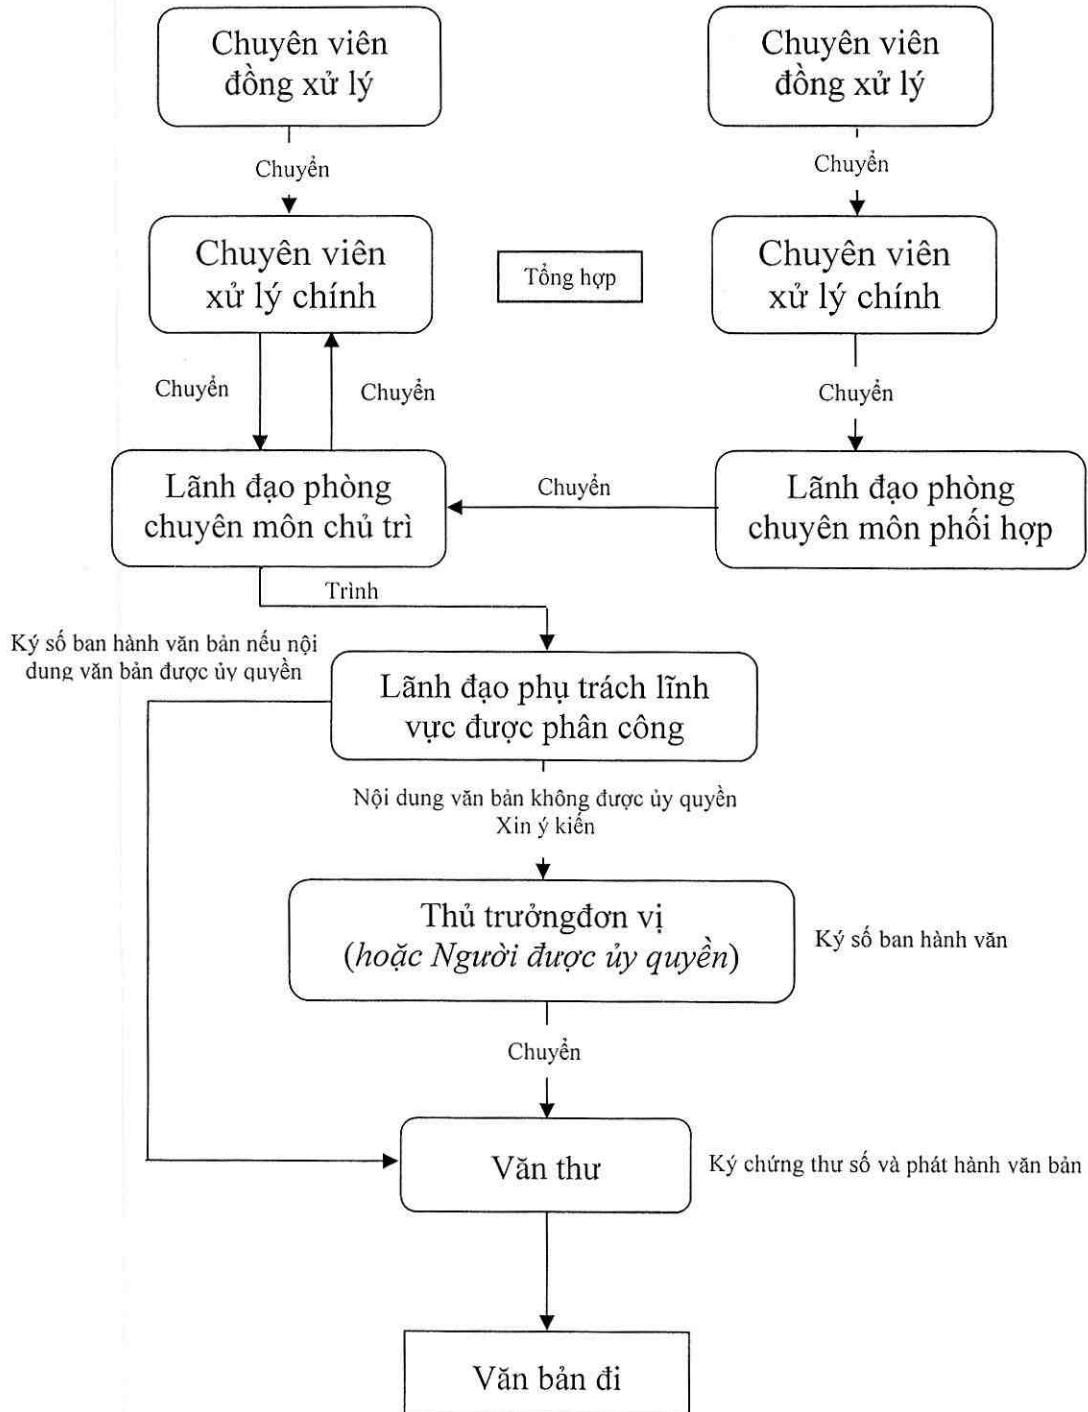 Chuyên viên
đồng xử lý
Chuyên viên
đồng xử lý
Chuyển
Chuyển
Chuyên viên
xử lý chính
Tổng hợp
Chuyên viên
xử lý chính
Chuyển
Chuyển
Chuyển
Lãnh đạo phòng
chuyên môn chủ trì
Chuyển
Lãnh đạo phòng
chuyên môn phối hợp
Trình
Ký số ban hành văn bản nếu nội
dung văn bản được ủy quyền
Lãnh đạo phụ trách lĩnh
vực được phân công
Nội dung văn bản không được ủy quyền
Xin ý kiến
Thủ trưởngđơn vị
(hoặc Người được ủy quyền)
Ký số ban hành văn
Chuyển
Văn thư
Ký chứng thư số và phát hành văn bản
Văn bản đi